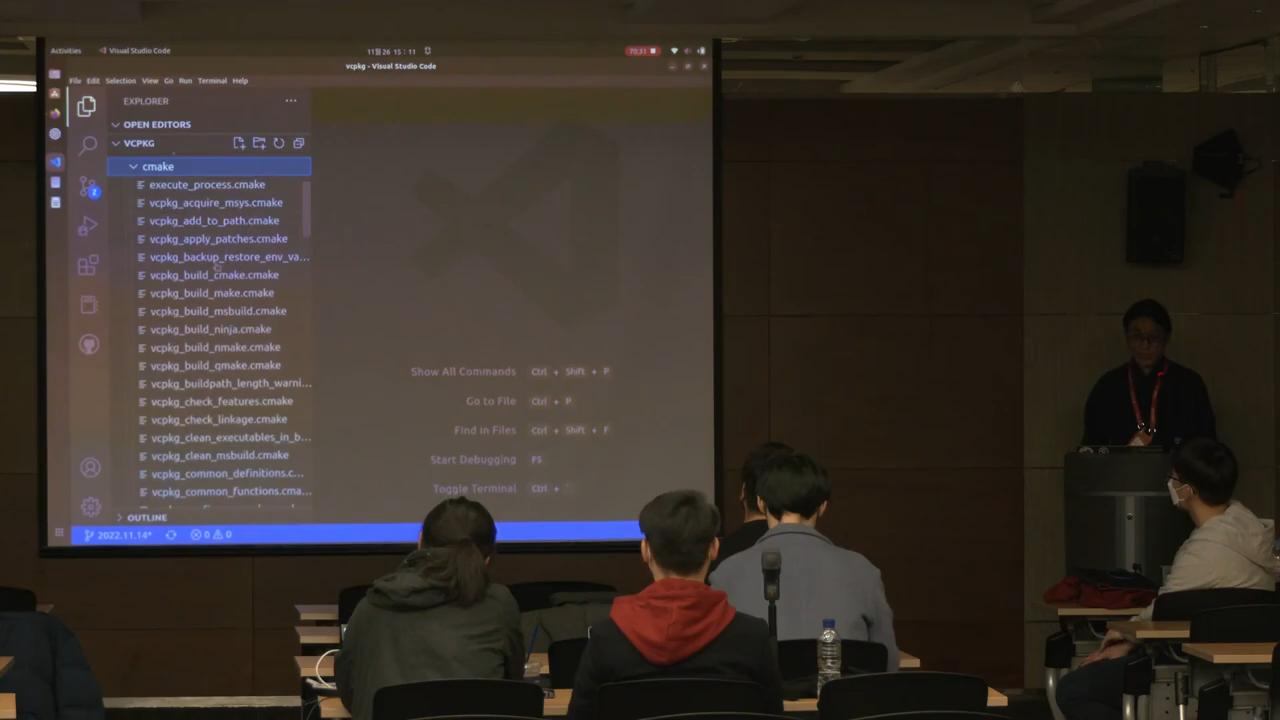 Activities
Visual Studio Code
11월 26 15 : 11
70;31
vcpkg - Visual Studio Code
File Edit Selection View Go Run Terminal Help
EXPLORER
OPEN EDITORS
VCPKG
cmake
execute_process.cmake
vcpkg_acquire_msys.cmake
vcpkg_add_to_path.cmake
vcpkg_apply_patches.cmake
vcpkg_backup_restore_env_va...
vcpkg_build_cmake.cmake
vcpkg_build_make.cmake
vcpkg_build_msbuild.cmake
vcpkg_build_ninja.cmake
vcpkg_build_nmake.cmake
vcpkg_build_qmake.cmake
vcpkg_buildpath_length_warni...
vcpkg_check_features.cmake
vcpkg_check_linkage.cmake
vcpkg_clean_executables_in_b...
vcpkg_clean_msbuild.cmake
vcpkg_common_definitions.c...
vcpkg_common_functions.cma...
OUTLINE
2022.11.14*
0 0
2
Show All Commands Ctrl + Shift + P
Go to File Ctrl + P
Find in Files Ctrl + Shift + F
Start Debugging F5
Toggle Terminal Ctrl + `